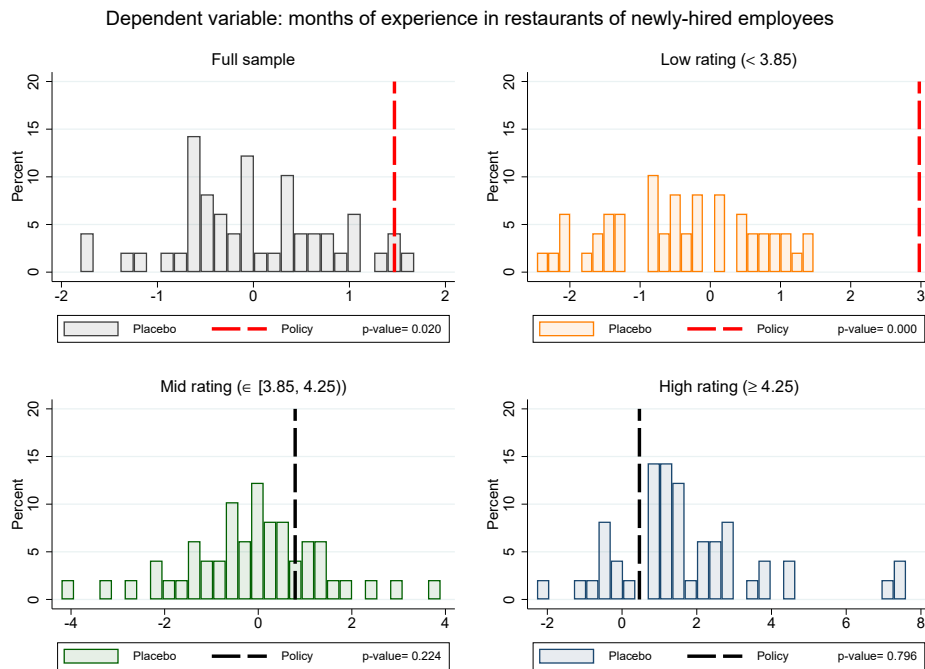 Dependent variable: months of experience in restaurants of newly-hired employees
Full sample
Percent
20
15
10
5
0
-2 -1 0 1 2
Placebo Policy p-value= 0.020
Low rating (< 3.85)
Percent
20
15
10
5
0
-2 -1 0 1 2 3
Placebo Policy p-value= 0.000
Mid rating (∈ [3.85, 4.25))
Percent
20
15
10
5
0
-4 -2 0 2 4
Placebo Policy p-value= 0.224
High rating (≥ 4.25)
Percent
20
15
10
5
0
-2 0 2 4 6 8
Placebo Policy p-value= 0.796